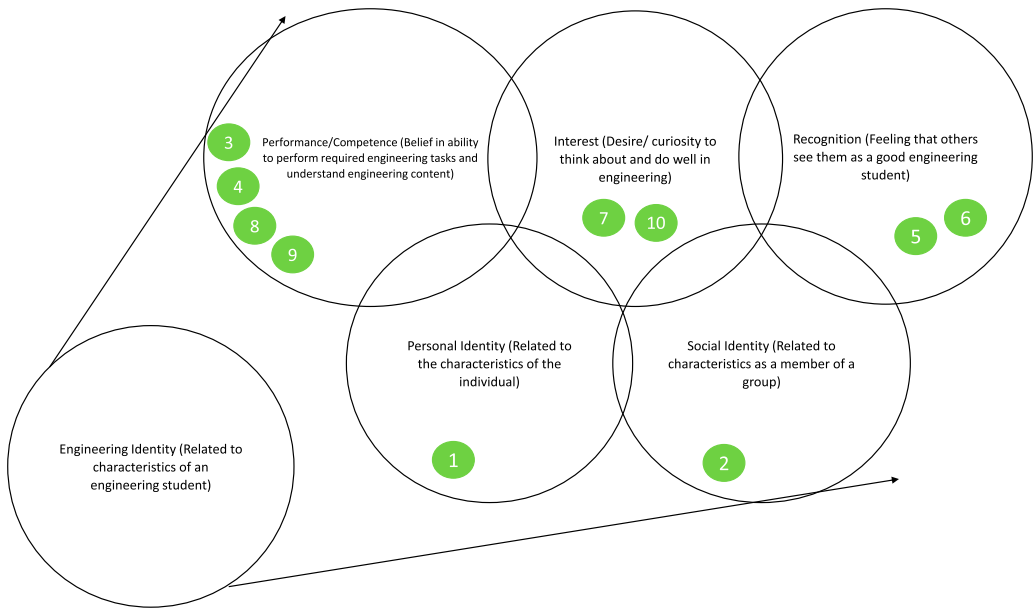 Performance/Competence (Belief in ability
to perform required engineering tasks and
understand engineering content)
3
4
8
9
Interest (Desire/ curiosity to
think about and do well in
engineering)
7
10
Recognition (Feeling that others
see them as a good engineering
student)
5
6
Personal Identity (Related to
the characteristics of the
individual)
1
Social Identity (Related to
characteristics as a member of a
group)
2
Engineering Identity (Related to
characteristics of an
engineering student)